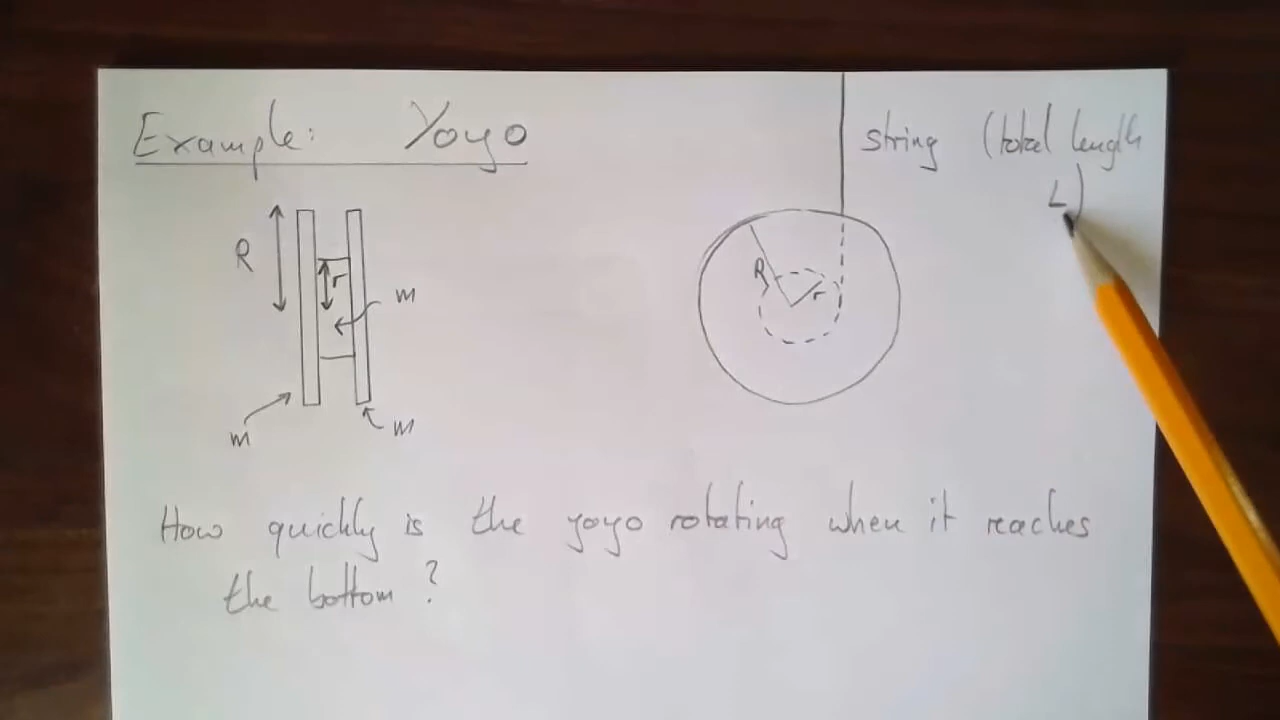 Example: Yoyo
string (total length
L)
R
r
m
m
m
R
r
How quickly is the yoyo rotating when it reaches
the bottom?